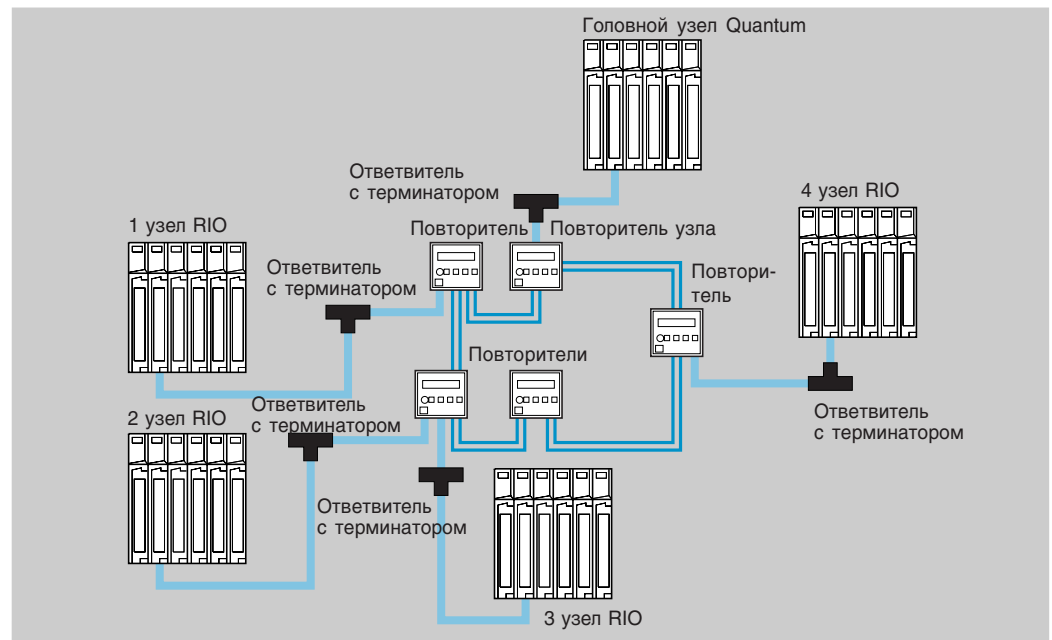 Головной узел Quantum
Ответвитель
с терминатором
4 узел RIO
1 узел RIO
Повторитель
Повторитель узла
Ответвитель
с терминатором
Повтори-
тель
Повторители
Ответвитель
с терминатором
2 узел RIO
Ответвитель
с терминатором
Ответвитель
с терминатором
3 узел RIO